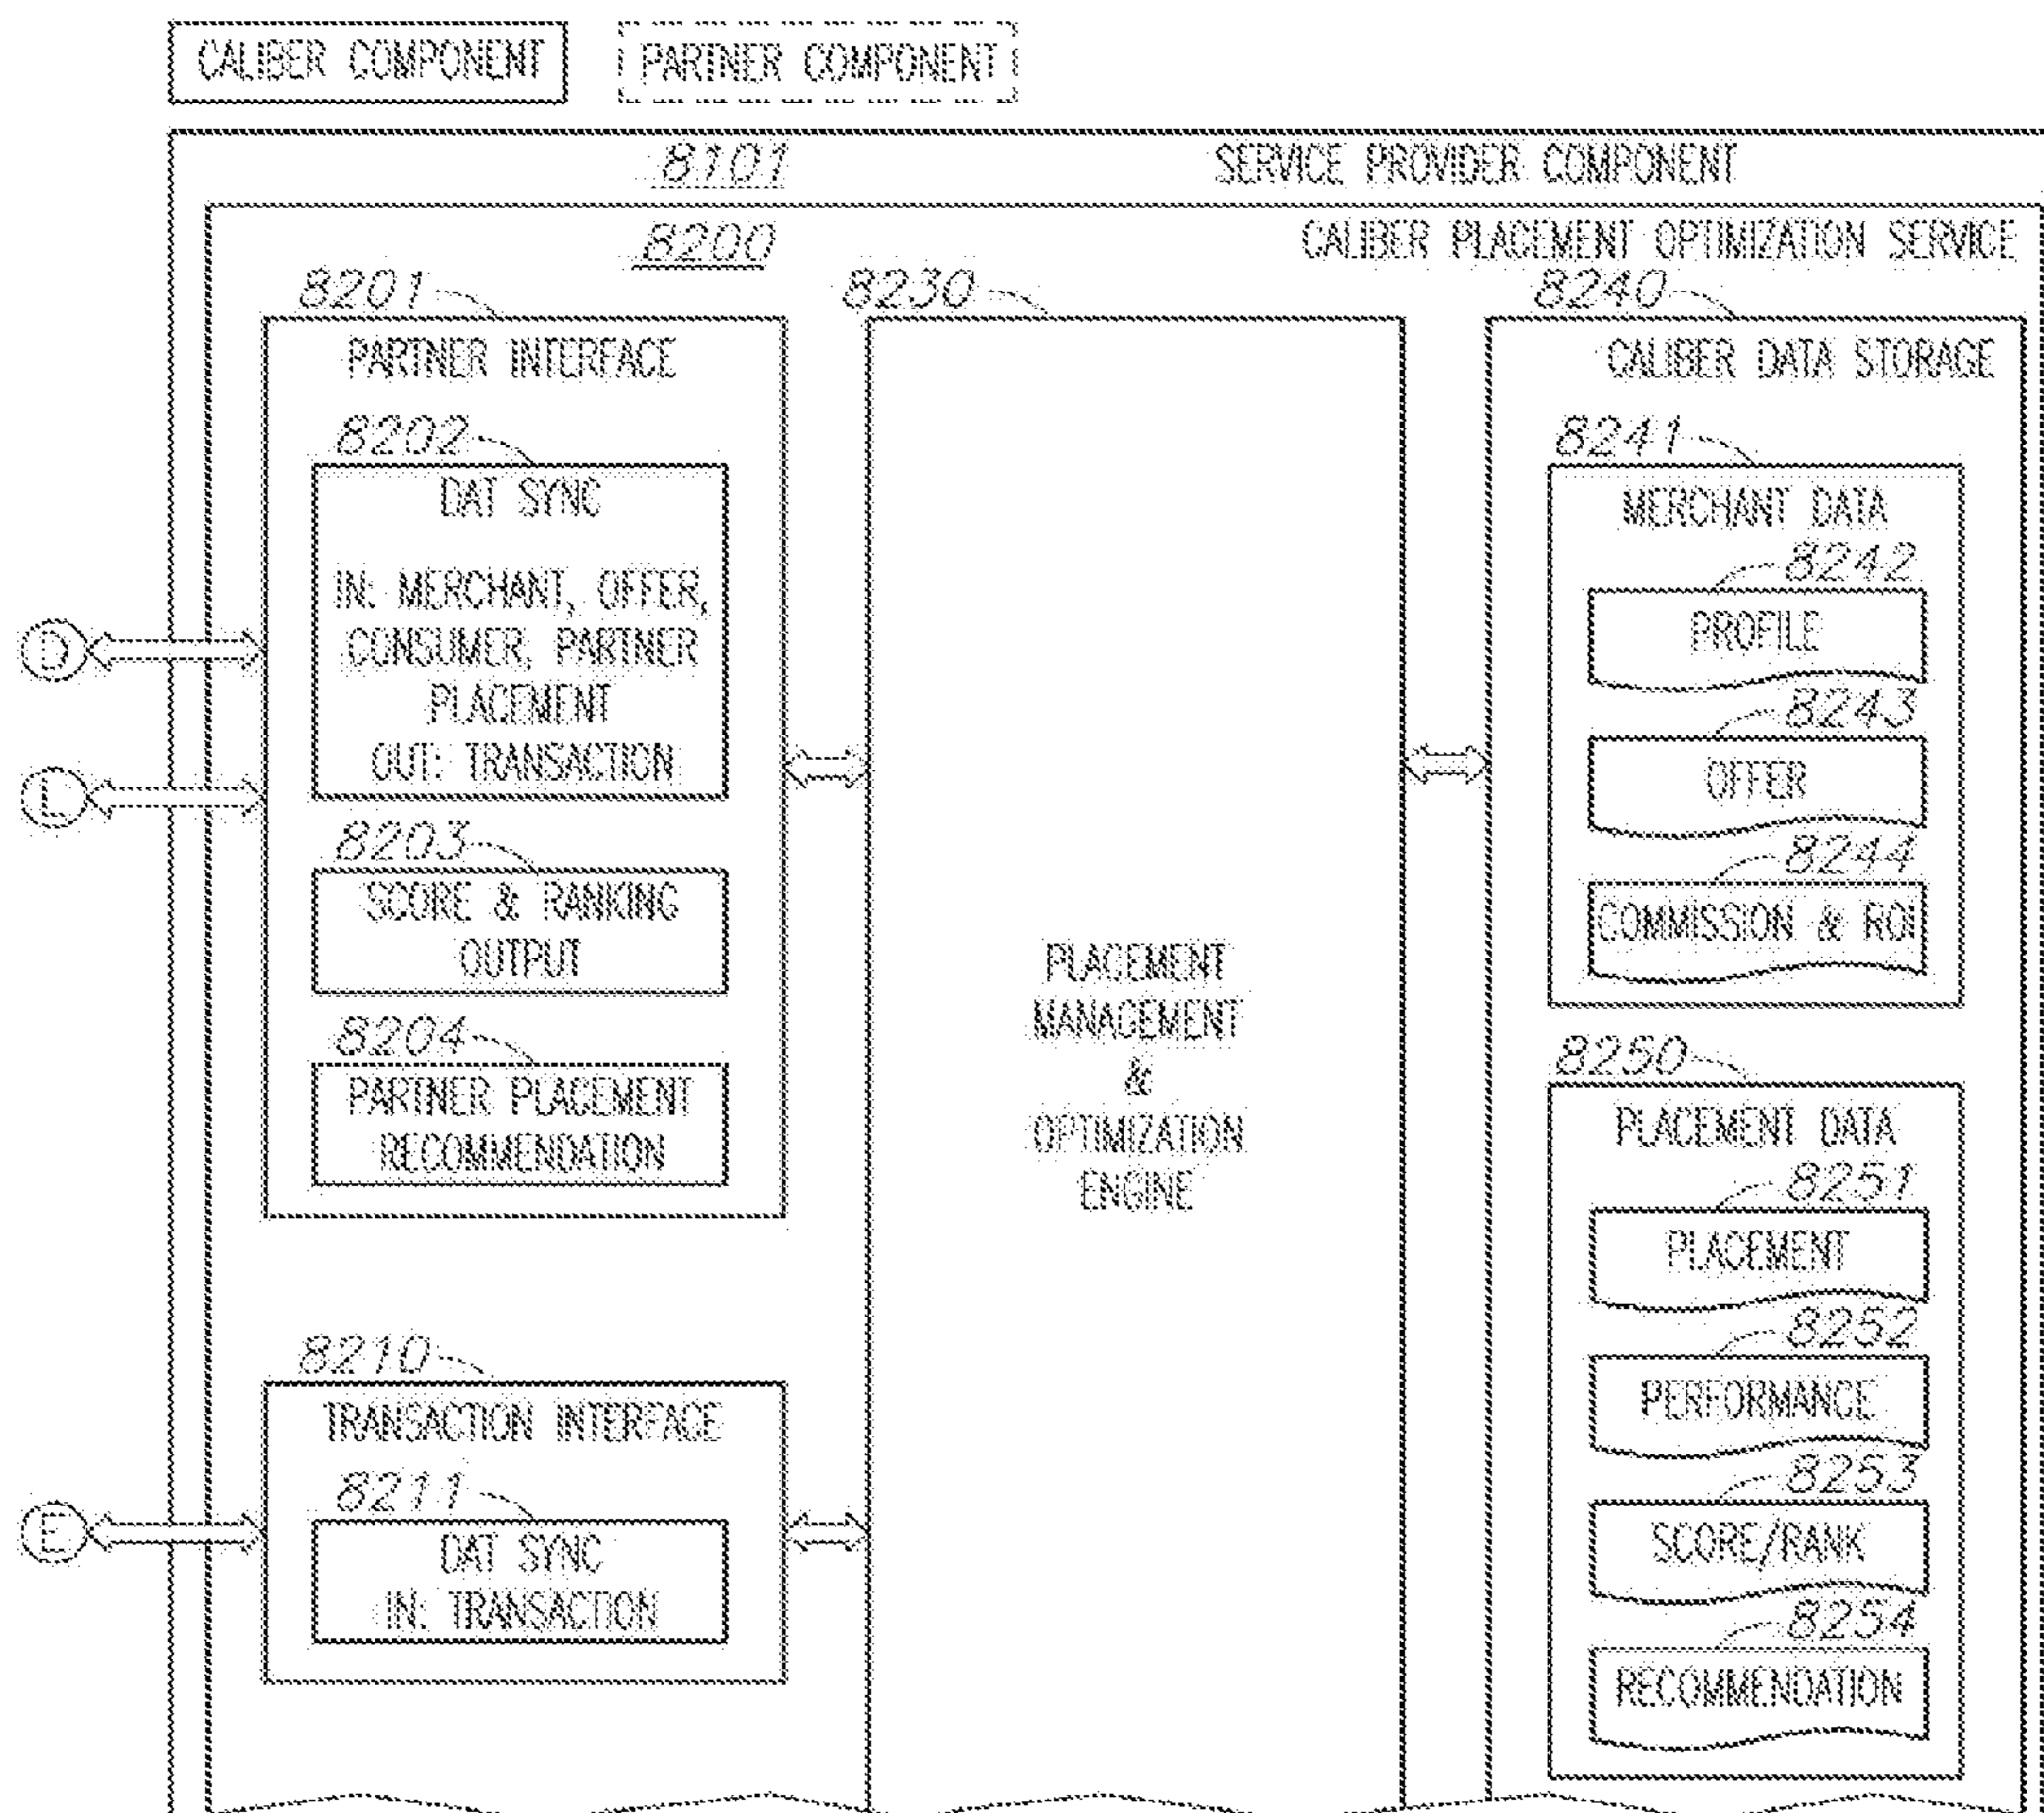 CALIBER COMPONENT
PARTNER COMPONENT
8101
SERVICE PROVIDER COMPONENT
8200
CALIBER PLACEMENT OPTIMIZATION SERVICE
8201
PARTNER INTERFACE
8202
DAT SYNC
IN: MERCHANT, OFFER,
CONSUMER, PARTNER
PLACEMENT
OUT: TRANSACTION
8203
SCORE & RANKING
OUTPUT
8204
PARTNER PLACEMENT
RECOMMENDATION
D
L
8210
TRANSACTION INTERFACE
8211
DAT SYNC
IN: TRANSACTION
E
8230
PLACEMENT
MANAGEMENT
&
OPTIMIZATION
ENGINE
8240
CALIBER DATA STORAGE
8241
MERCHANT DATA
8242
PROFILE
8243
OFFER
8244
COMMISSION & ROI
8250
PLACEMENT DATA
8251
PLACEMENT
8252
PERFORMANCE
8253
SCORE/RANK
8254
RECOMMENDATION